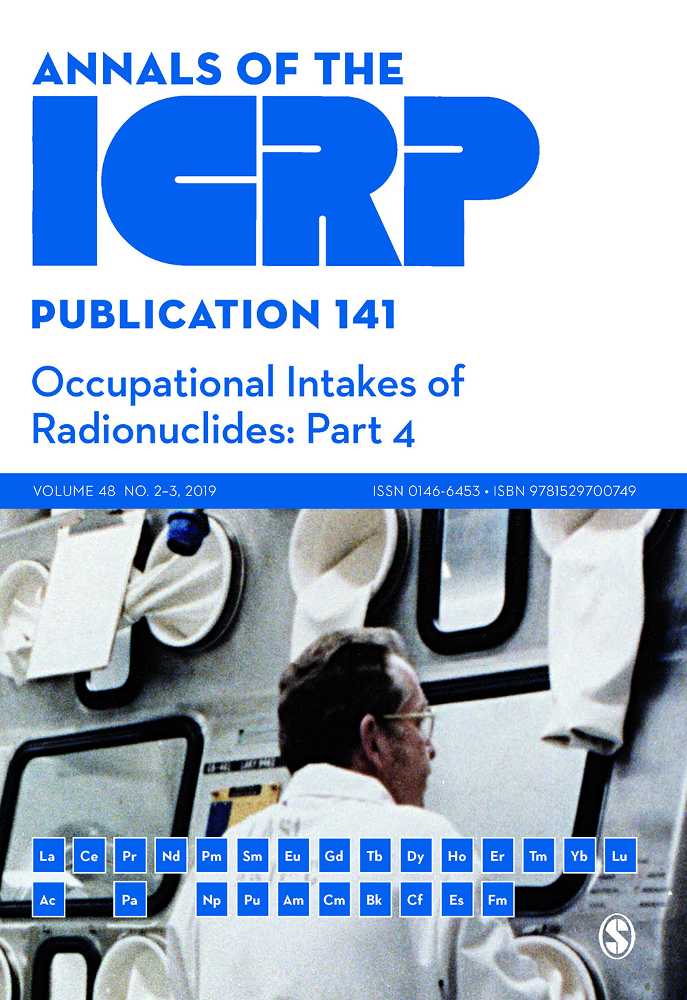 ANNALS OF THE
ICRP
PUBLICATION 141
Occupational Intakes of
Radionuclides: Part 4
VOLUME 48 NO. 2–3, 2019 ISSN 0146-6453 • ISBN 9781529700749
La Ce Pr Nd Pm Sm Eu Gd Tb Dy Ho Er Tm Yb Lu
Ac Pa Np Pu Am Cm Bk Cf Es Fm